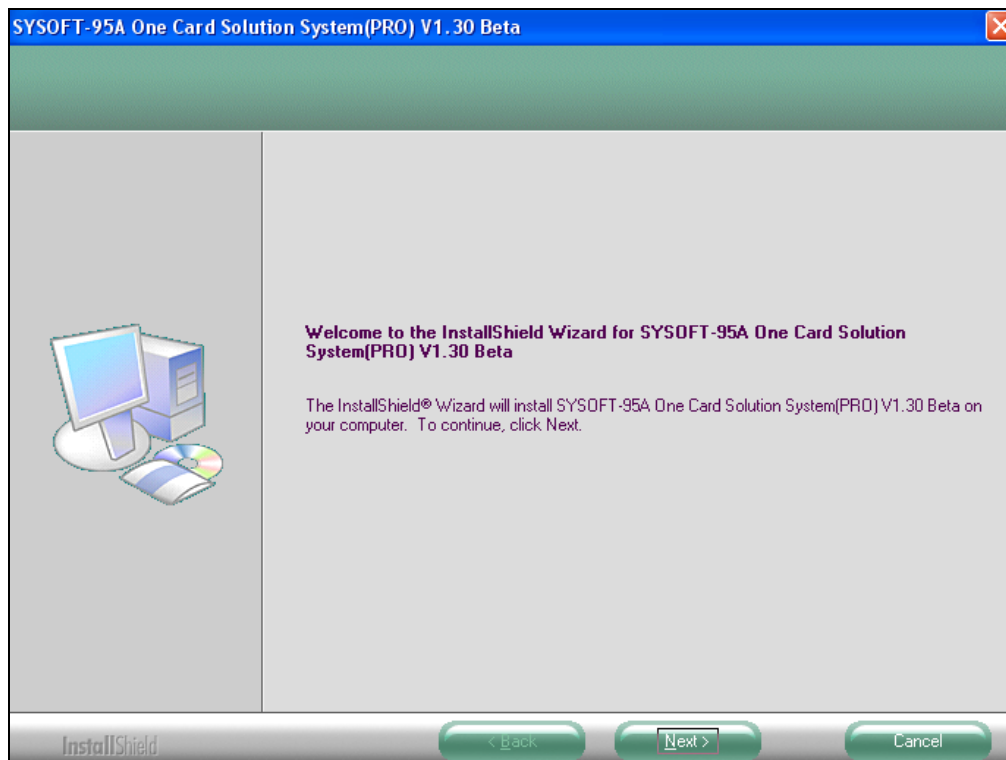 SYSOFT-95A One Card Solution System(PRO) V1.30 Beta
Welcome to the InstallShield Wizard for SYSOFT-95A One Card Solution
System(PRO) V1.30 Beta
The InstallShield® Wizard will install SYSOFT-95A One Card Solution System(PRO) V1.30 Beta on
your computer. To continue, click Next.
InstallShield
< Back
Next >
Cancel